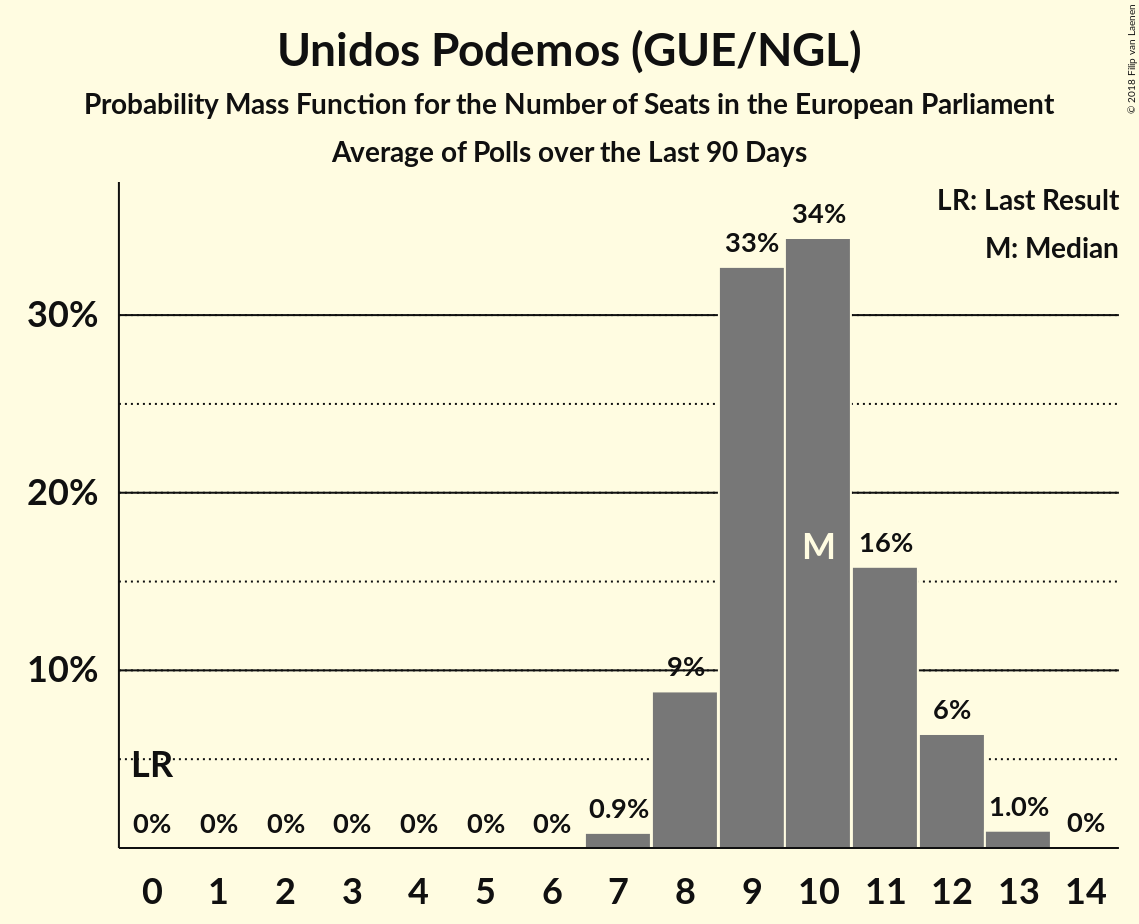 Unidos Podemos (GUE/NGL)
Probability Mass Function for the Number of Seats in the European Parliament
Average of Polls over the Last 90 Days
© 2018 Filip van Laenen
LR: Last Result
M: Median
34%
33%
30%
20%
M
16%
10%
9%
6%
LR
0% 0% 0% 0% 0% 0% 0% 0.9% 1.0% 0%
0 1 2 3 4 5 6 7 8 9 10 11 12 13 14